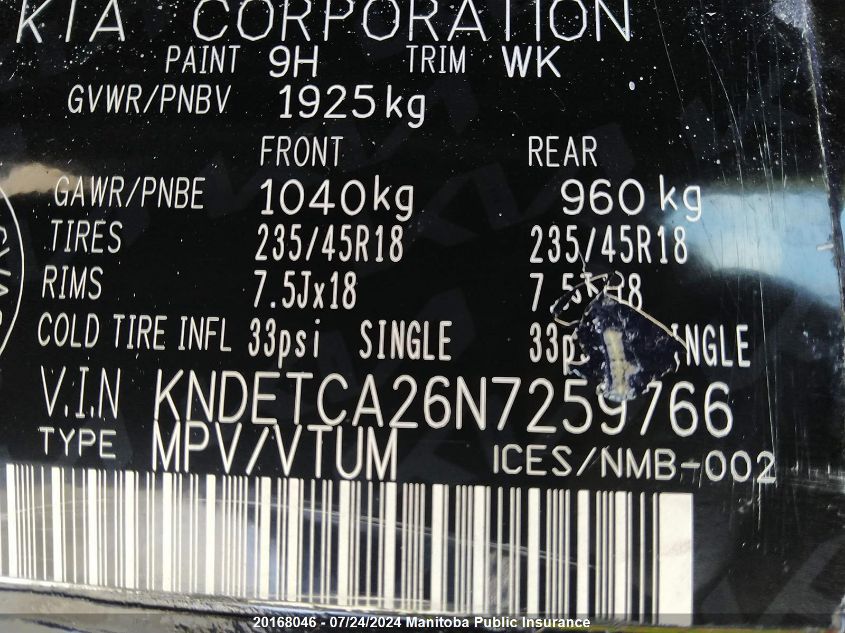 KIA CORPORATION
PAINT 9H TRIM WK
GVWR/PNBV 1925kg
FRONT REAR
GAWR/PNBE 1040kg 960 kg
TIRES 235/45R18 235/45R18
RIMS 7.5Jx18
COLD TIRE INFL 33psi SINGLE
V.I.N KNDETCA26N7259766
TYPE MPV/VTUM ICES/NMB-002
20168046 - 07/24/2024 Manitoba Public Insurance